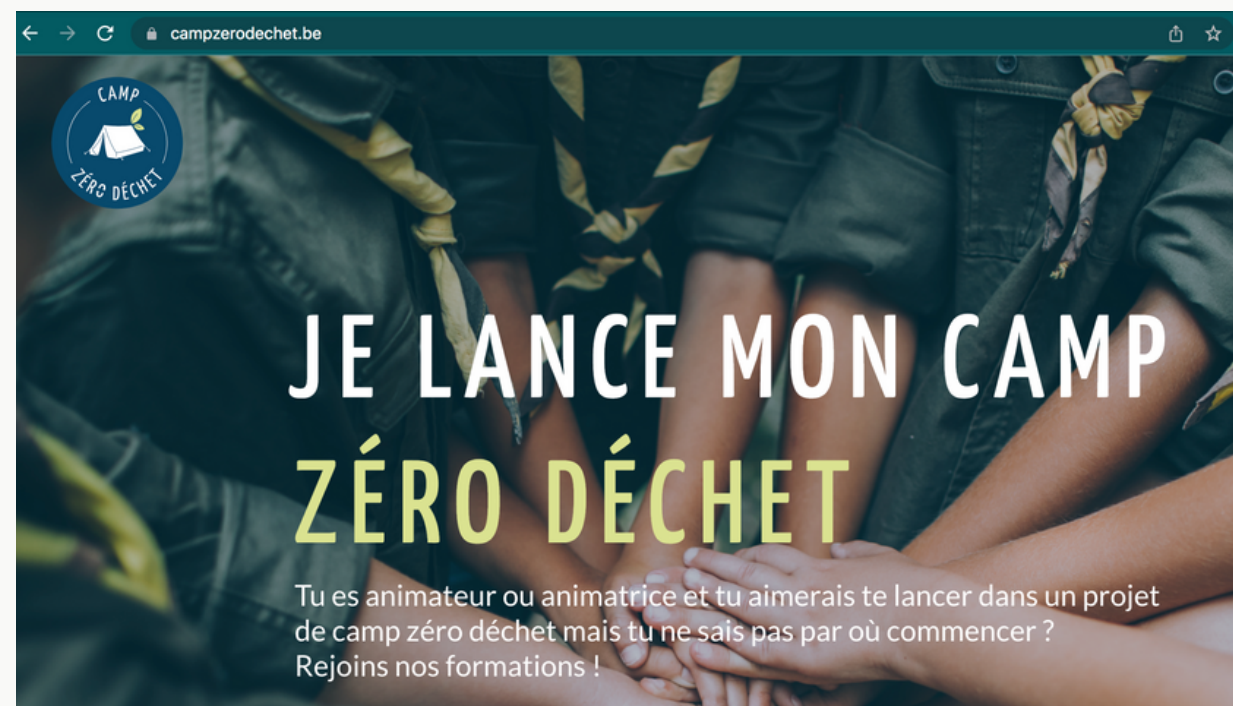 campzerodechet.be
CAMP
ZÉRO DÉCHET
JE LANCE MON CAMP
ZÉRO DÉCHET
Tu es animateur ou animatrice et tu aimerais te lancer dans un projet
de camp zéro déchet mais tu ne sais pas par où commencer ?
Rejoins nos formations !